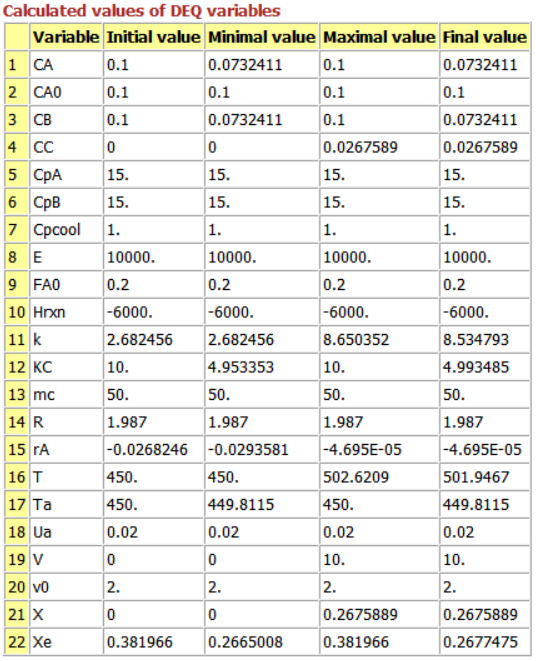 Calculated values of DEQ variables
Variable Initial value Minimal value Maximal value Final value
1 CA 0.1 0.0732411 0.1 0.0732411
2 CA0 0.1 0.1 0.1 0.1
3 CB 0.1 0.0732411 0.1 0.0732411
4 CC 0 0 0.0267589 0.0267589
5 CpA 15. 15. 15. 15.
6 CpB 15. 15. 15. 15.
7 Cpcool 1. 1. 1. 1.
8 E 10000. 10000. 10000. 10000.
9 FA0 0.2 0.2 0.2 0.2
10 Hrxn -6000. -6000. -6000. -6000.
11 k 2.682456 2.682456 8.650352 8.534793
12 KC 10. 4.953353 10. 4.993485
13 mc 50. 50. 50. 50.
14 R 1.987 1.987 1.987 1.987
15 rA -0.0268246 -0.0293581 -4.695E-05 -4.695E-05
16 T 450. 450. 502.6209 501.9467
17 Ta 450. 449.8115 450. 449.8115
18 Ua 0.02 0.02 0.02 0.02
19 V 0 0 10. 10.
20 v0 2. 2. 2. 2.
21 X 0 0 0.2675889 0.2675889
22 Xe 0.381966 0.2665008 0.381966 0.2677475